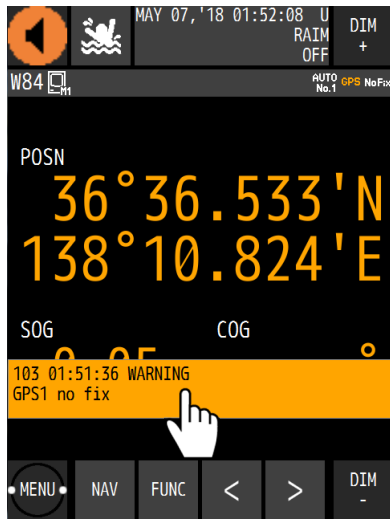 MAY 07,'18 01:52:08 U
RAIM
OFF
DIM
+
W84
M1
AUTO
No.1
GPS
NoFix
POSN
36°36.533'N
138°10.824'E
SOG
COG
°
103 01:51:36 WARNING
GPS1 no fix
MENU
NAV
FUNC
<
>
DIM
-